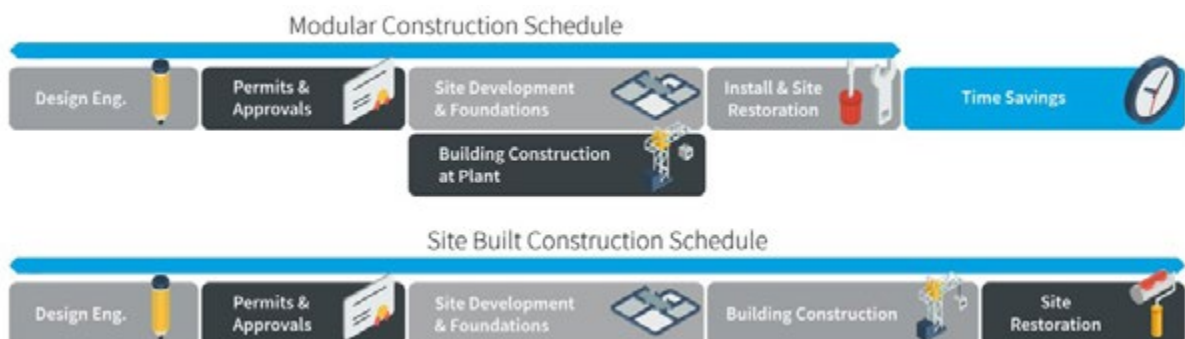 Modular Construction Schedule
Design Eng.
Permits &
Approvals
Site Development
& Foundations
Install & Site
Restoration
Time Savings
Building Construction
at Plant
Site Built Construction Schedule
Design Eng.
Permits &
Approvals
Site Development
& Foundations
Building Construction
Site
Restoration